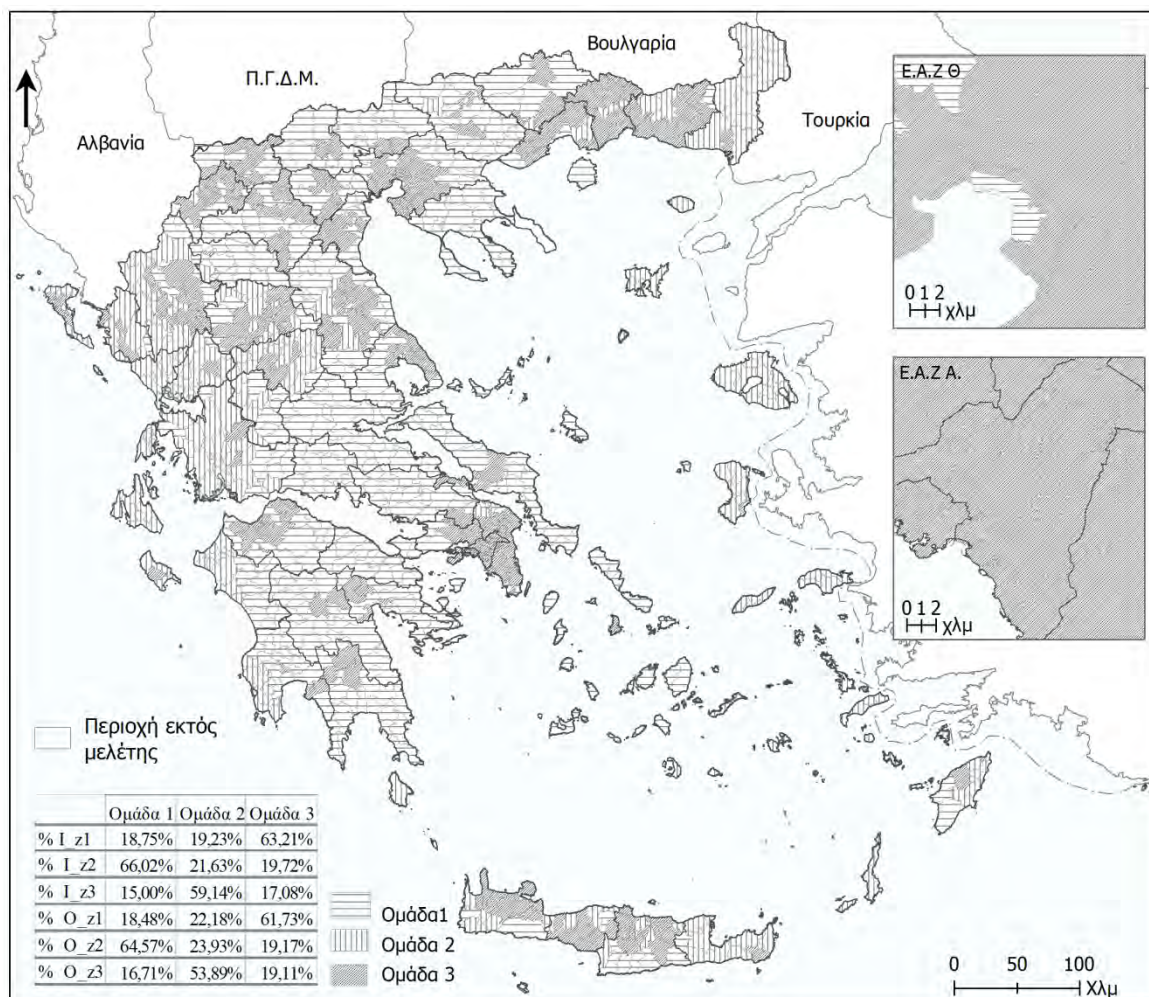 Βουλγαρία
Π.Γ.Δ.Μ.
Αλβανία
Τουρκία
Ε.Α.Ζ Θ
0 1 2
χλμ
Ε.Α.Ζ Α.
0 1 2
χλμ
Περιοχή εκτός
μελέτης
Ομάδα 1 Ομάδα 2 Ομάδα 3
% I_z1 18,75% 19,23% 63,21%
% I_z2 66,02% 21,63% 19,72%
% I_z3 15,00% 59,14% 17,08%
% O_z1 18,48% 22,18% 61,73%
% O_z2 64,57% 23,93% 19,17%
% O_z3 16,71% 53,89% 19,11%
Ομάδα1
Ομάδα 2
Ομάδα 3
0 50 100
Χλμ